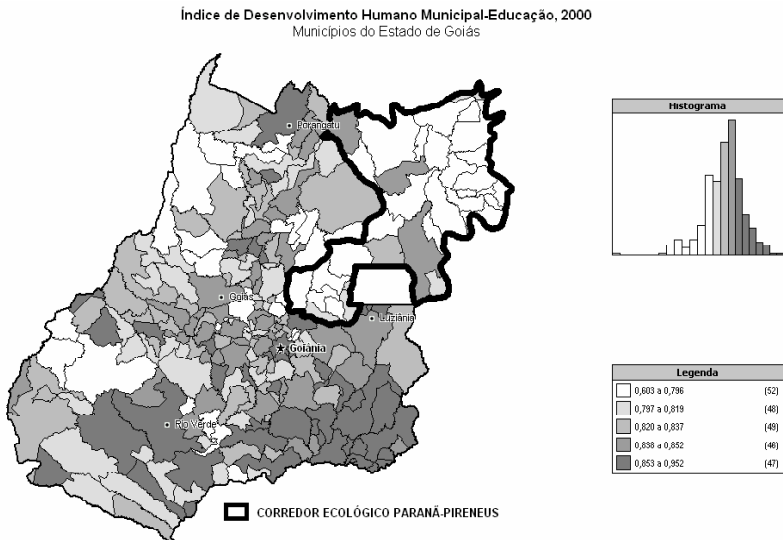 Índice de Desenvolvimento Humano Municipal-Educação, 2000
Municípios do Estado de Goiás
Histograma
Porangatu
Goiás
Luziânia
Goiânia
Rio Verde
Legenda
0,603 a 0,796 (52)
0,797 a 0,819 (48)
0,820 a 0,837 (49)
0,838 a 0,852 (46)
0,853 a 0,952 (47)
CORREDOR ECOLÓGICO PARANÃ-PIRENEUS